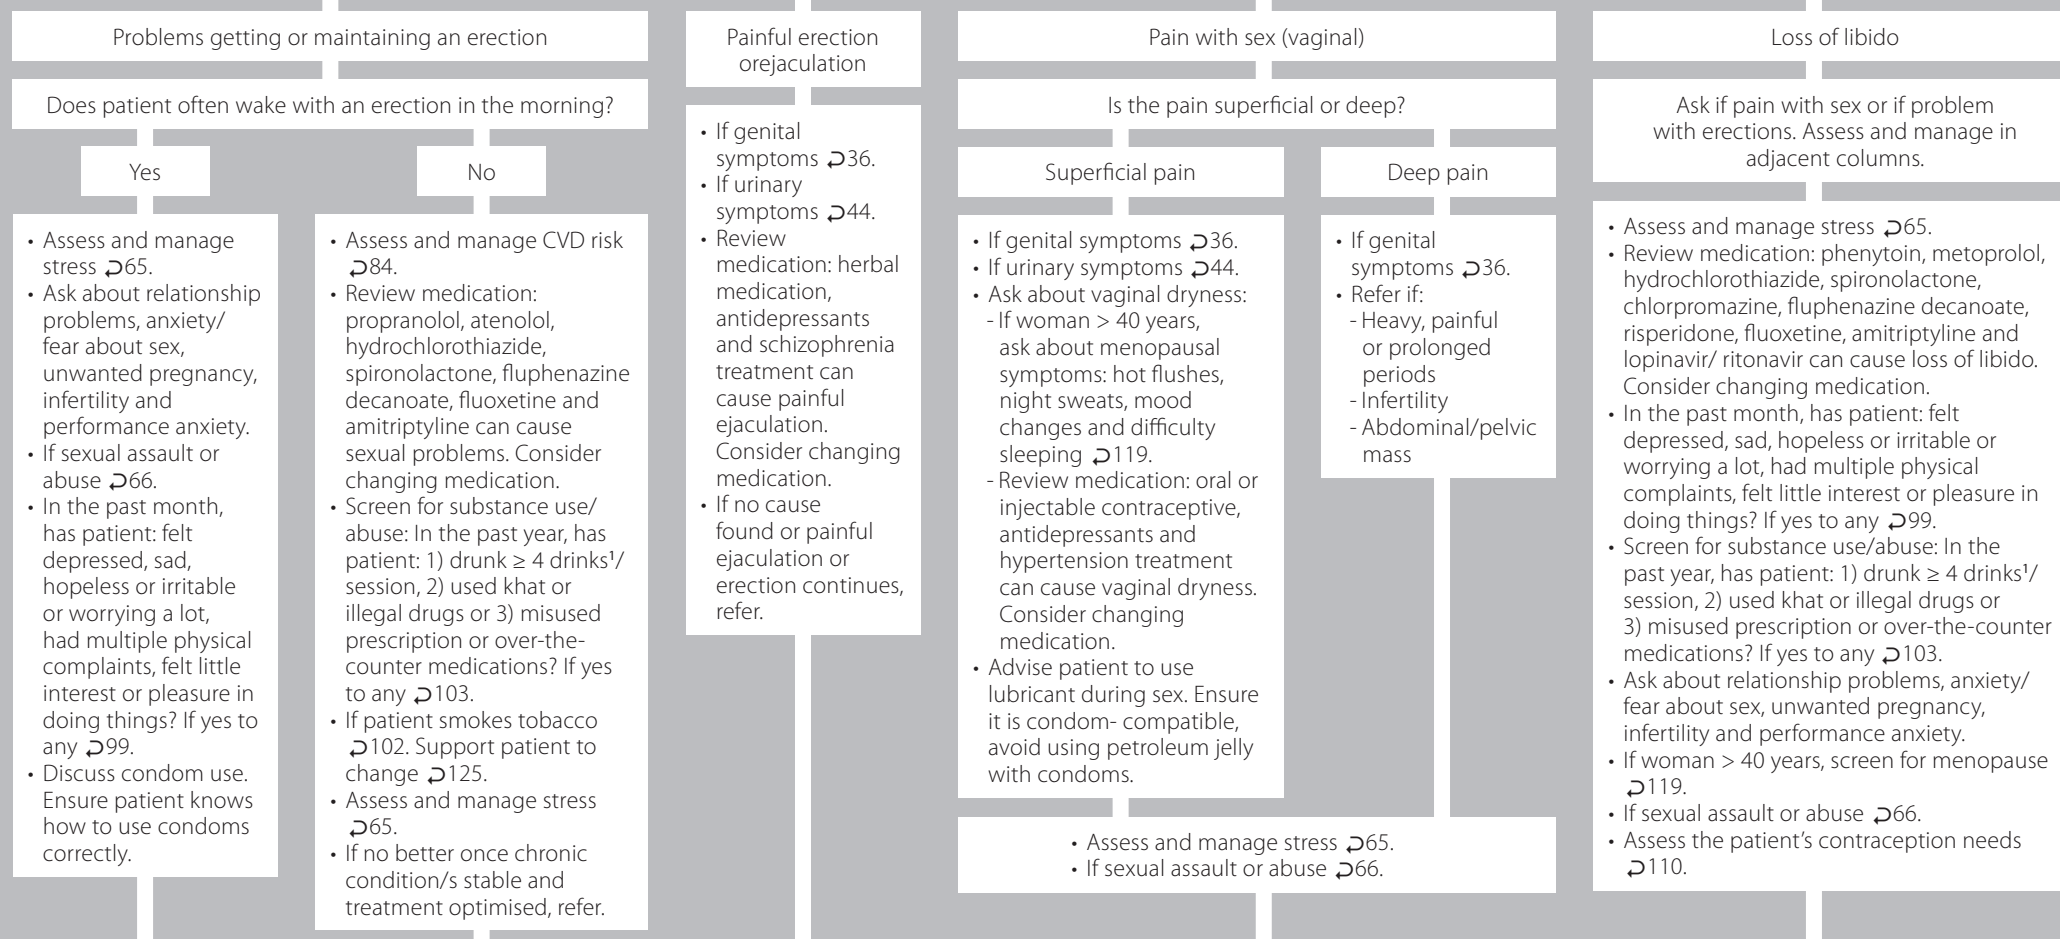 Problems getting or maintaining an erection
Does patient often wake with an erection in the morning?
Yes
• Assess and manage
stress ⮌65.
• Ask about relationship
problems, anxiety/
fear about sex,
unwanted pregnancy,
infertility and
performance anxiety.
• If sexual assault or
abuse ⮌66.
• In the past month,
has patient: felt
depressed, sad,
hopeless or irritable
or worrying a lot,
had multiple physical
complaints, felt little
interest or pleasure in
doing things? If yes to
any ⮌99.
• Discuss condom use.
Ensure patient knows
how to use condoms
correctly.
No
• Assess and manage CVD risk
⮌84.
• Review medication:
propranolol, atenolol,
hydrochlorothiazide,
spironolactone, fluphenazine
decanoate, fluoxetine and
amitriptyline can cause
sexual problems. Consider
changing medication.
• Screen for substance use/
abuse: In the past year, has
patient: 1) drunk ≥ 4 drinks¹/
session, 2) used khat or
illegal drugs or 3) misused
prescription or over-the-
counter medications? If yes
to any ⮌103.
• If patient smokes tobacco
⮌102. Support patient to
change ⮌125.
• Assess and manage stress
⮌65.
• If no better once chronic
condition/s stable and
treatment optimised, refer.
Painful erection
orejaculation
• If genital
symptoms ⮌36.
• If urinary
symptoms ⮌44.
• Review
medication: herbal
medication,
antidepressants
and schizophrenia
treatment can
cause painful
ejaculation.
Consider changing
medication.
• If no cause
found or painful
ejaculation or
erection continues,
refer.
Pain with sex (vaginal)
Is the pain superficial or deep?
Superficial pain
• If genital symptoms ⮌36.
• If urinary symptoms ⮌44.
• Ask about vaginal dryness:
- If woman > 40 years,
ask about menopausal
symptoms: hot flushes,
night sweats, mood
changes and difficulty
sleeping ⮌119.
- Review medication: oral or
injectable contraceptive,
antidepressants and
hypertension treatment
can cause vaginal dryness.
Consider changing
medication.
• Advise patient to use
lubricant during sex. Ensure
it is condom- compatible,
avoid using petroleum jelly
with condoms.
Deep pain
• If genital
symptoms ⮌36.
• Refer if:
- Heavy, painful
or prolonged
periods
- Infertility
- Abdominal/pelvic
mass
• Assess and manage stress ⮌65.
• If sexual assault or abuse ⮌66.
Loss of libido
Ask if pain with sex or if problem
with erections. Assess and manage in
adjacent columns.
• Assess and manage stress ⮌65.
• Review medication: phenytoin, metoprolol,
hydrochlorothiazide, spironolactone,
chlorpromazine, fluphenazine decanoate,
risperidone, fluoxetine, amitriptyline and
lopinavir/ ritonavir can cause loss of libido.
Consider changing medication.
• In the past month, has patient: felt
depressed, sad, hopeless or irritable or
worrying a lot, had multiple physical
complaints, felt little interest or pleasure in
doing things? If yes to any ⮌99.
• Screen for substance use/abuse: In the
past year, has patient: 1) drunk ≥ 4 drinks¹/
session, 2) used khat or illegal drugs or
3) misused prescription or over-the-counter
medications? If yes to any ⮌103.
• Ask about relationship problems, anxiety/
fear about sex, unwanted pregnancy,
infertility and performance anxiety.
• If woman > 40 years, screen for menopause
⮌119.
• If sexual assault or abuse ⮌66.
• Assess the patient’s contraception needs
⮌110.